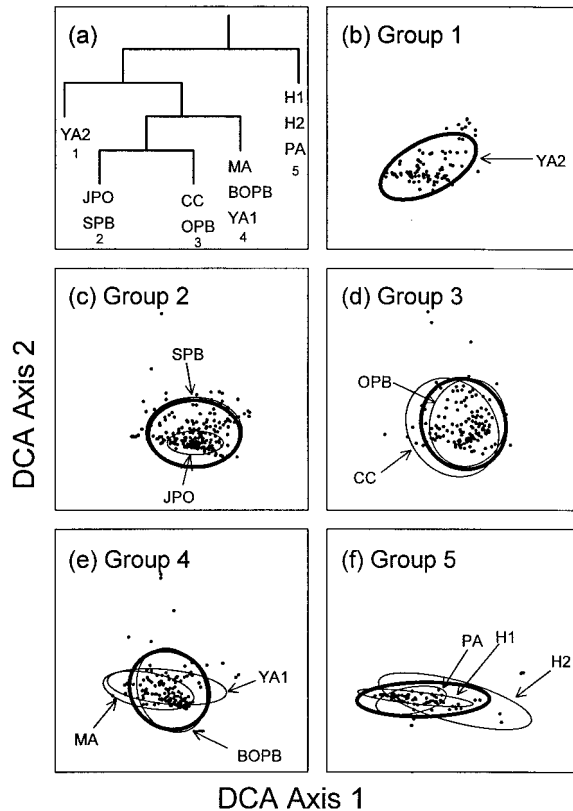 (a)
H1
H2
PA
5
YA2
1
MA
BOPB
YA1
4
JPO
SPB
2
CC
OPB
3
(b) Group 1
YA2
(c) Group 2
SPB
JPO
(d) Group 3
OPB
CC
(e) Group 4
YA1
MA
BOPB
(f) Group 5
PA
H1
H2
DCA Axis 2
DCA Axis 1